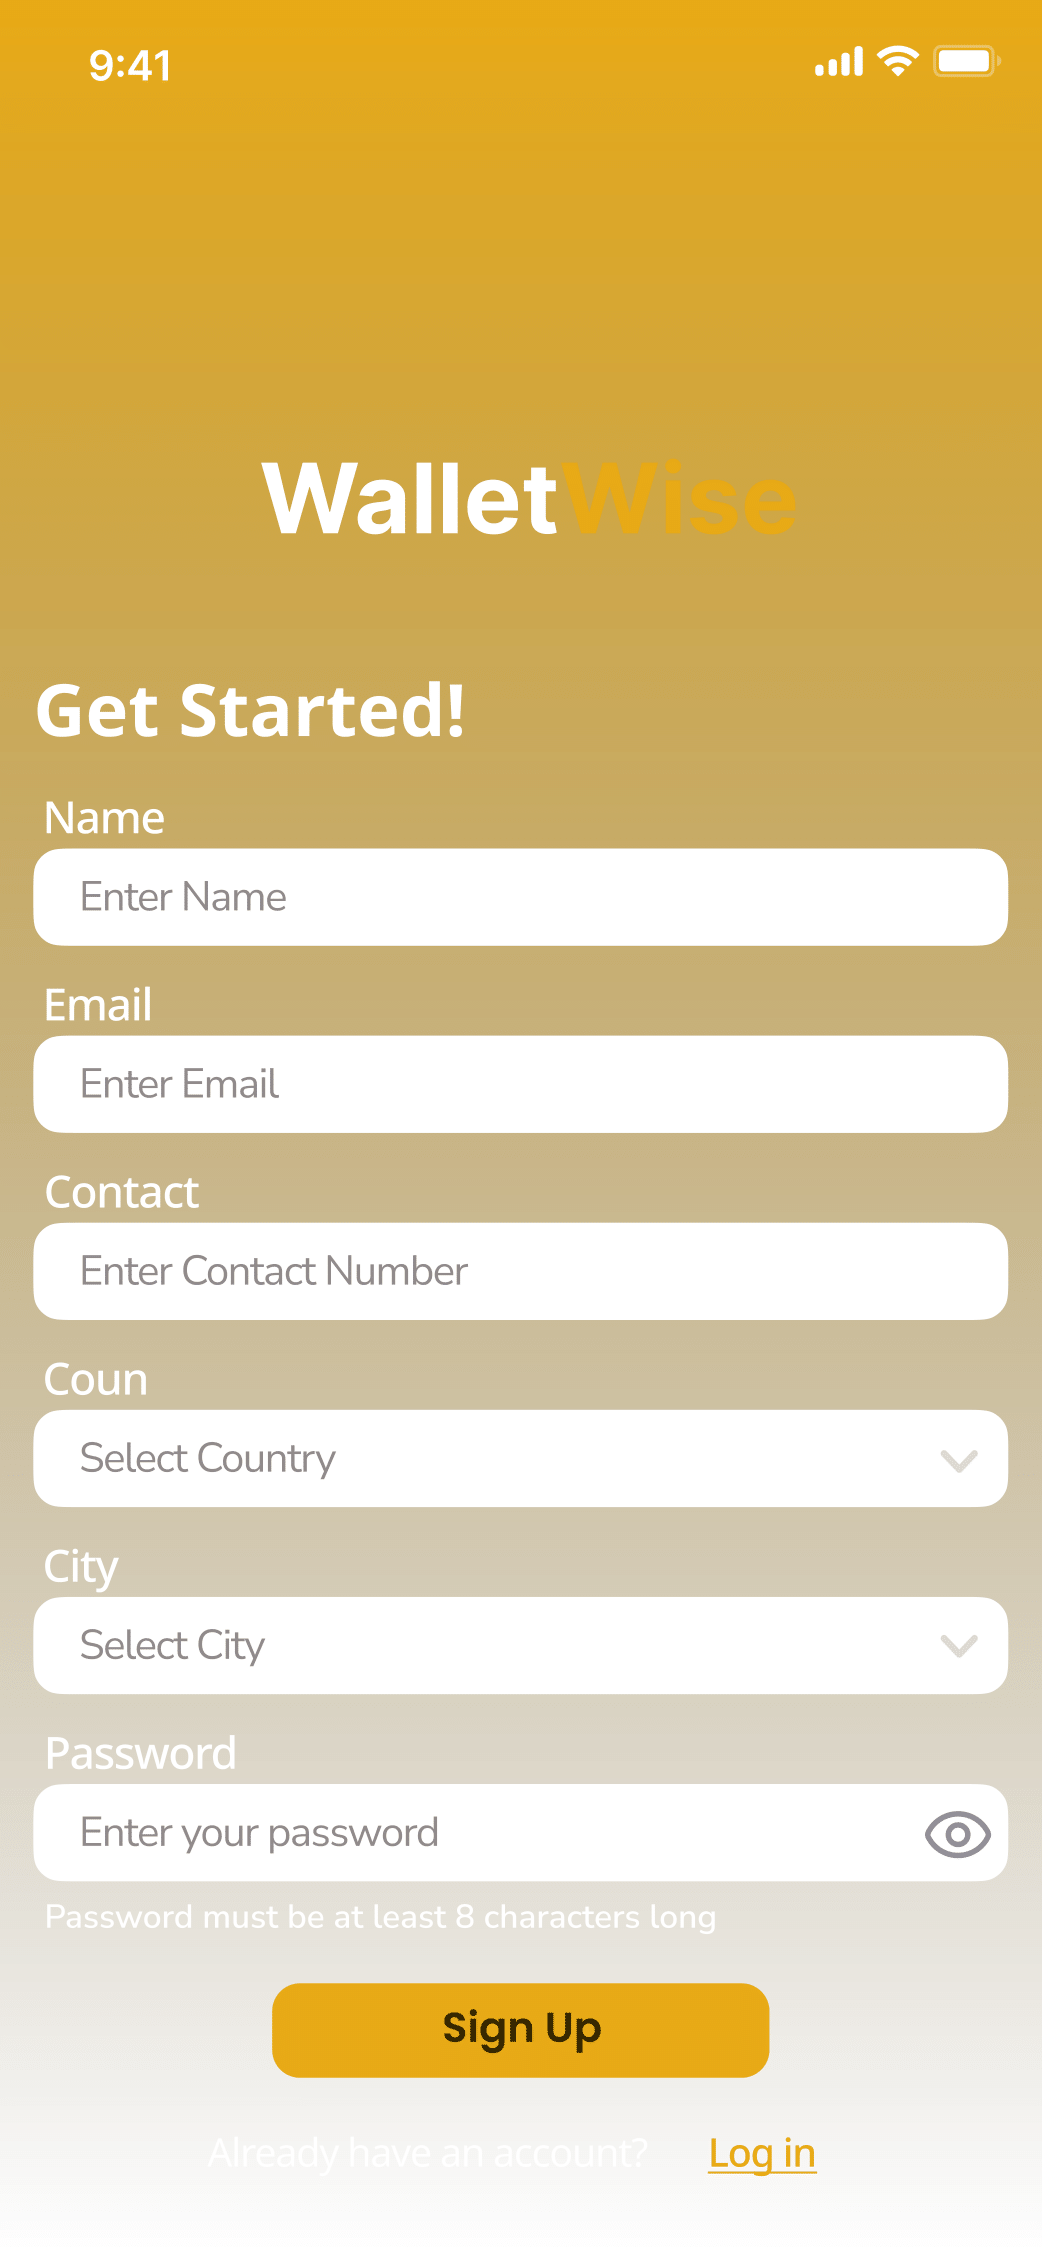 9:41
WalletWise
Get Started!
Name
Enter Name
Email
Enter Email
Contact
Enter Contact Number
Coun
Select Country
City
Select City
Password
Enter your password
Password must be at least 8 characters long
Sign Up
Already have an account? Log in